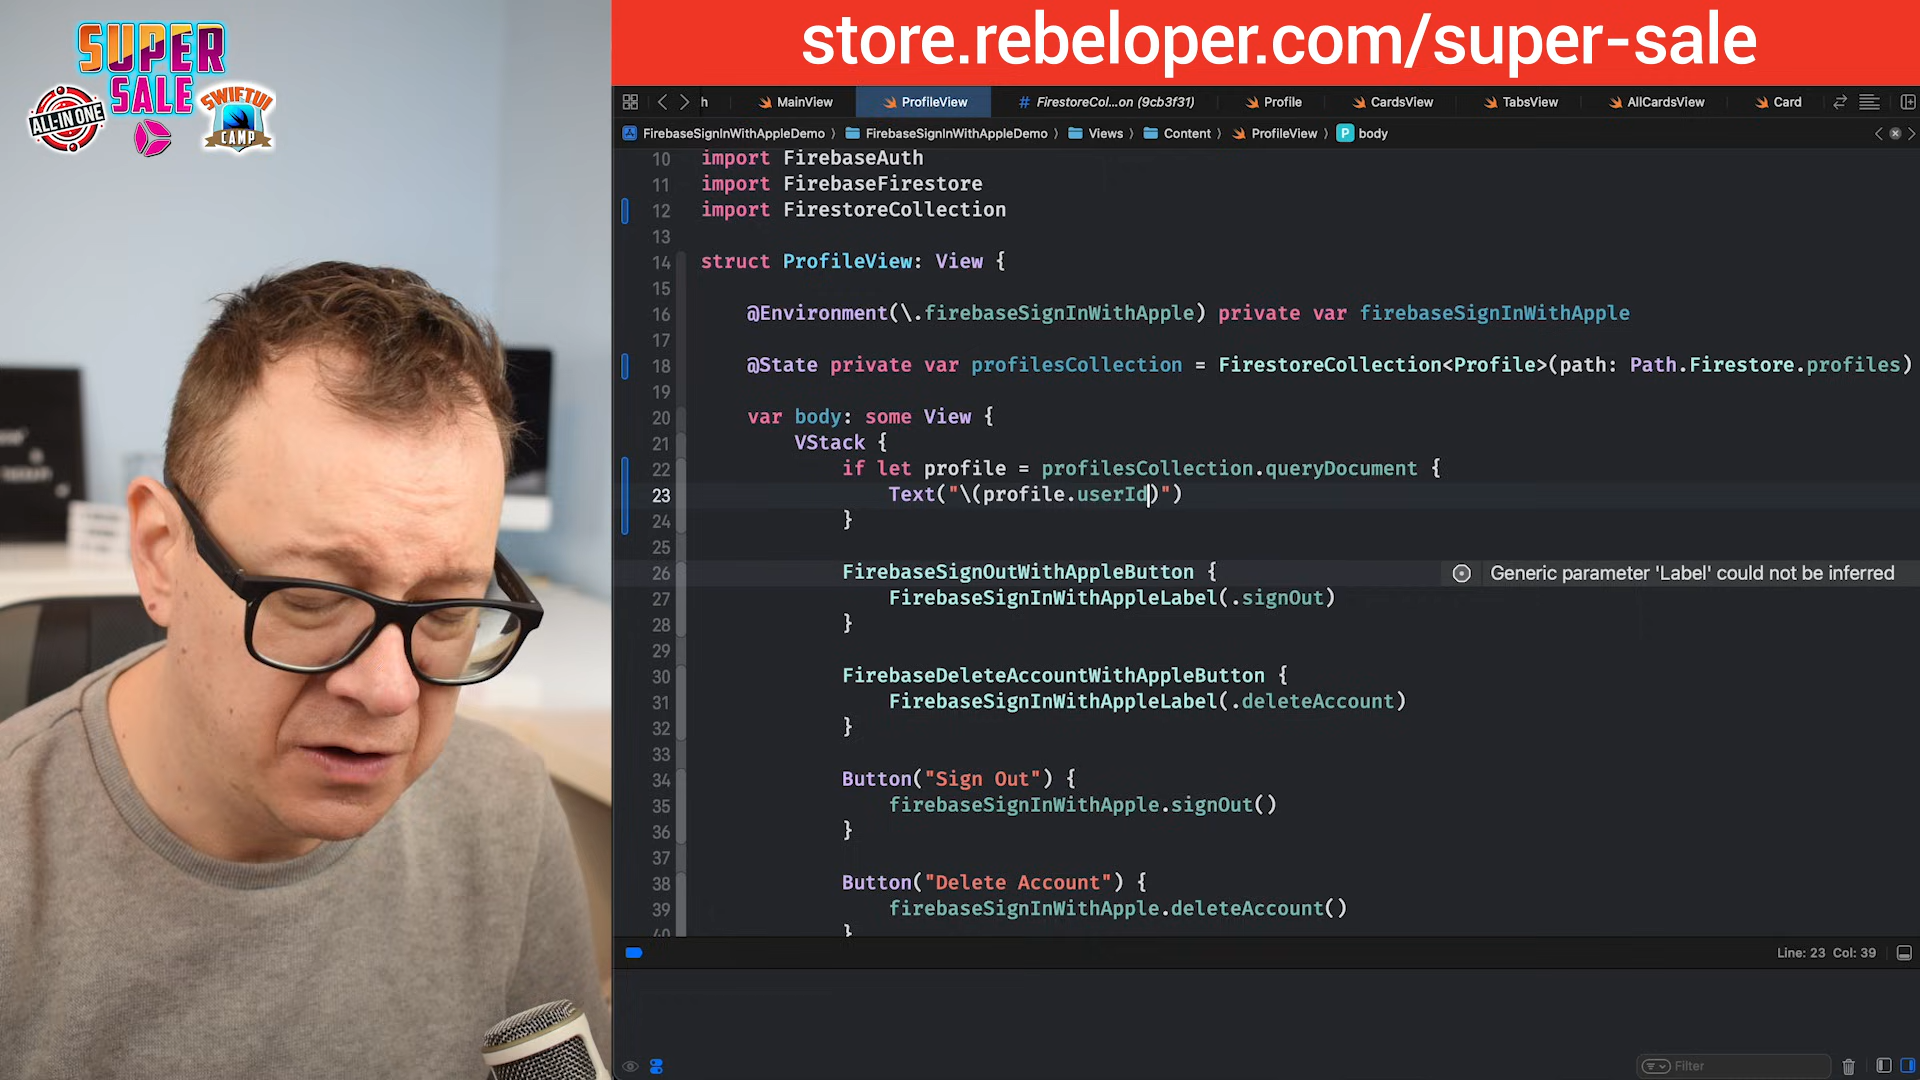 SUPER
SALE
ALL-IN ONE
SWIFTUI
CAMP
store.rebeloper.com/super-sale
h
MainView
ProfileView
FirestoreCol...on (9cb3f31)
Profile
CardsView
TabsView
AllCardsView
Card
FirebaseSignInWithAppleDemo
FirebaseSignInWithAppleDemo
Views
Content
ProfileView
P body
10 import FirebaseAuth
11 import FirebaseFirestore
12 import FirestoreCollection
13
14 struct ProfileView: View {
15
16 @Environment(\.firebaseSignInWithApple) private var firebaseSignInWithApple
17
18 @State private var profilesCollection = FirestoreCollection<Profile>(path: Path.Firestore.profiles)
19
20 var body: some View {
21 VStack {
22 if let profile = profilesCollection.queryDocument {
23 Text("\(profile.userId)")
24 }
25
26 FirebaseSignOutWithAppleButton {
Generic parameter 'Label' could not be inferred
27 FirebaseSignInWithAppleLabel(.signOut)
28 }
29
30 FirebaseDeleteAccountWithAppleButton {
31 FirebaseSignInWithAppleLabel(.deleteAccount)
32 }
33
34 Button("Sign Out") {
35 firebaseSignInWithApple.signOut()
36 }
37
38 Button("Delete Account") {
39 firebaseSignInWithApple.deleteAccount()
40 }
Line: 23 Col: 39
Filter